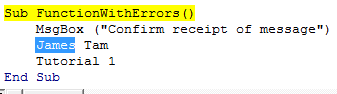 Sub FunctionWithErrors()
MsgBox ("Confirm receipt of message")
James Tam
Tutorial 1
End Sub